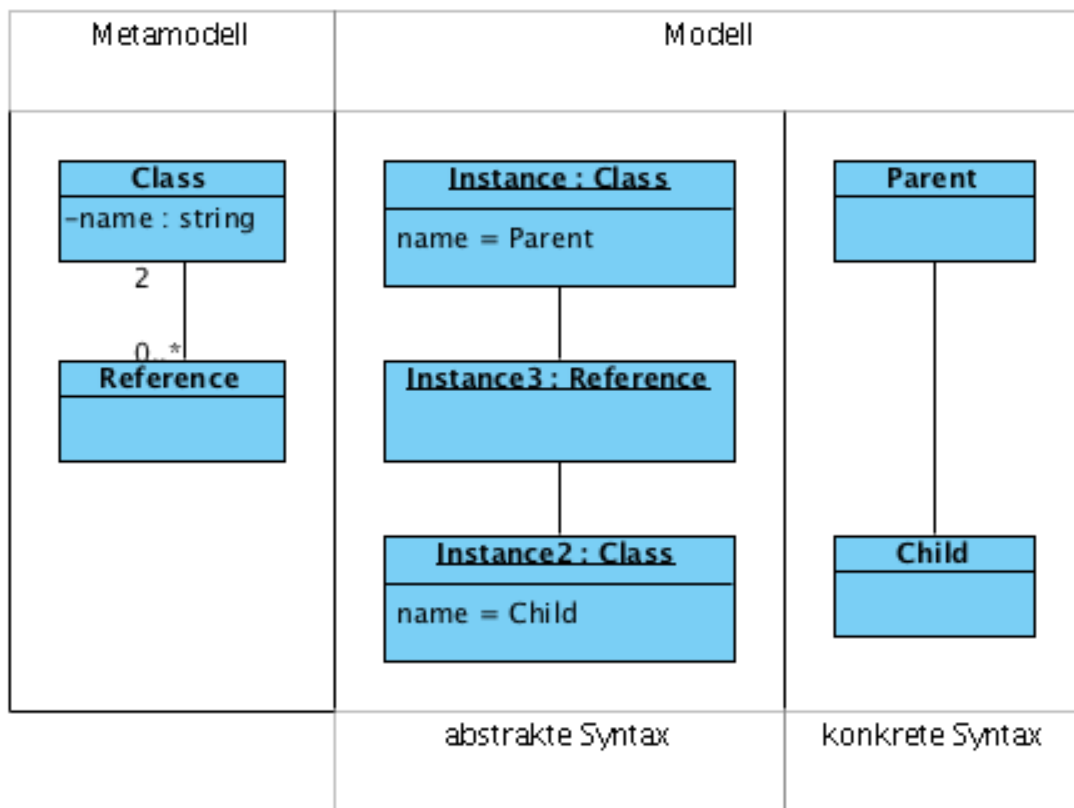 Metamodell
Modell
Class
-name : string
2
0..*
Reference
Instance : Class
name = Parent
Instance3 : Reference
Instance2 : Class
name = Child
Parent
Child
abstrakte Syntax
konkrete Syntax